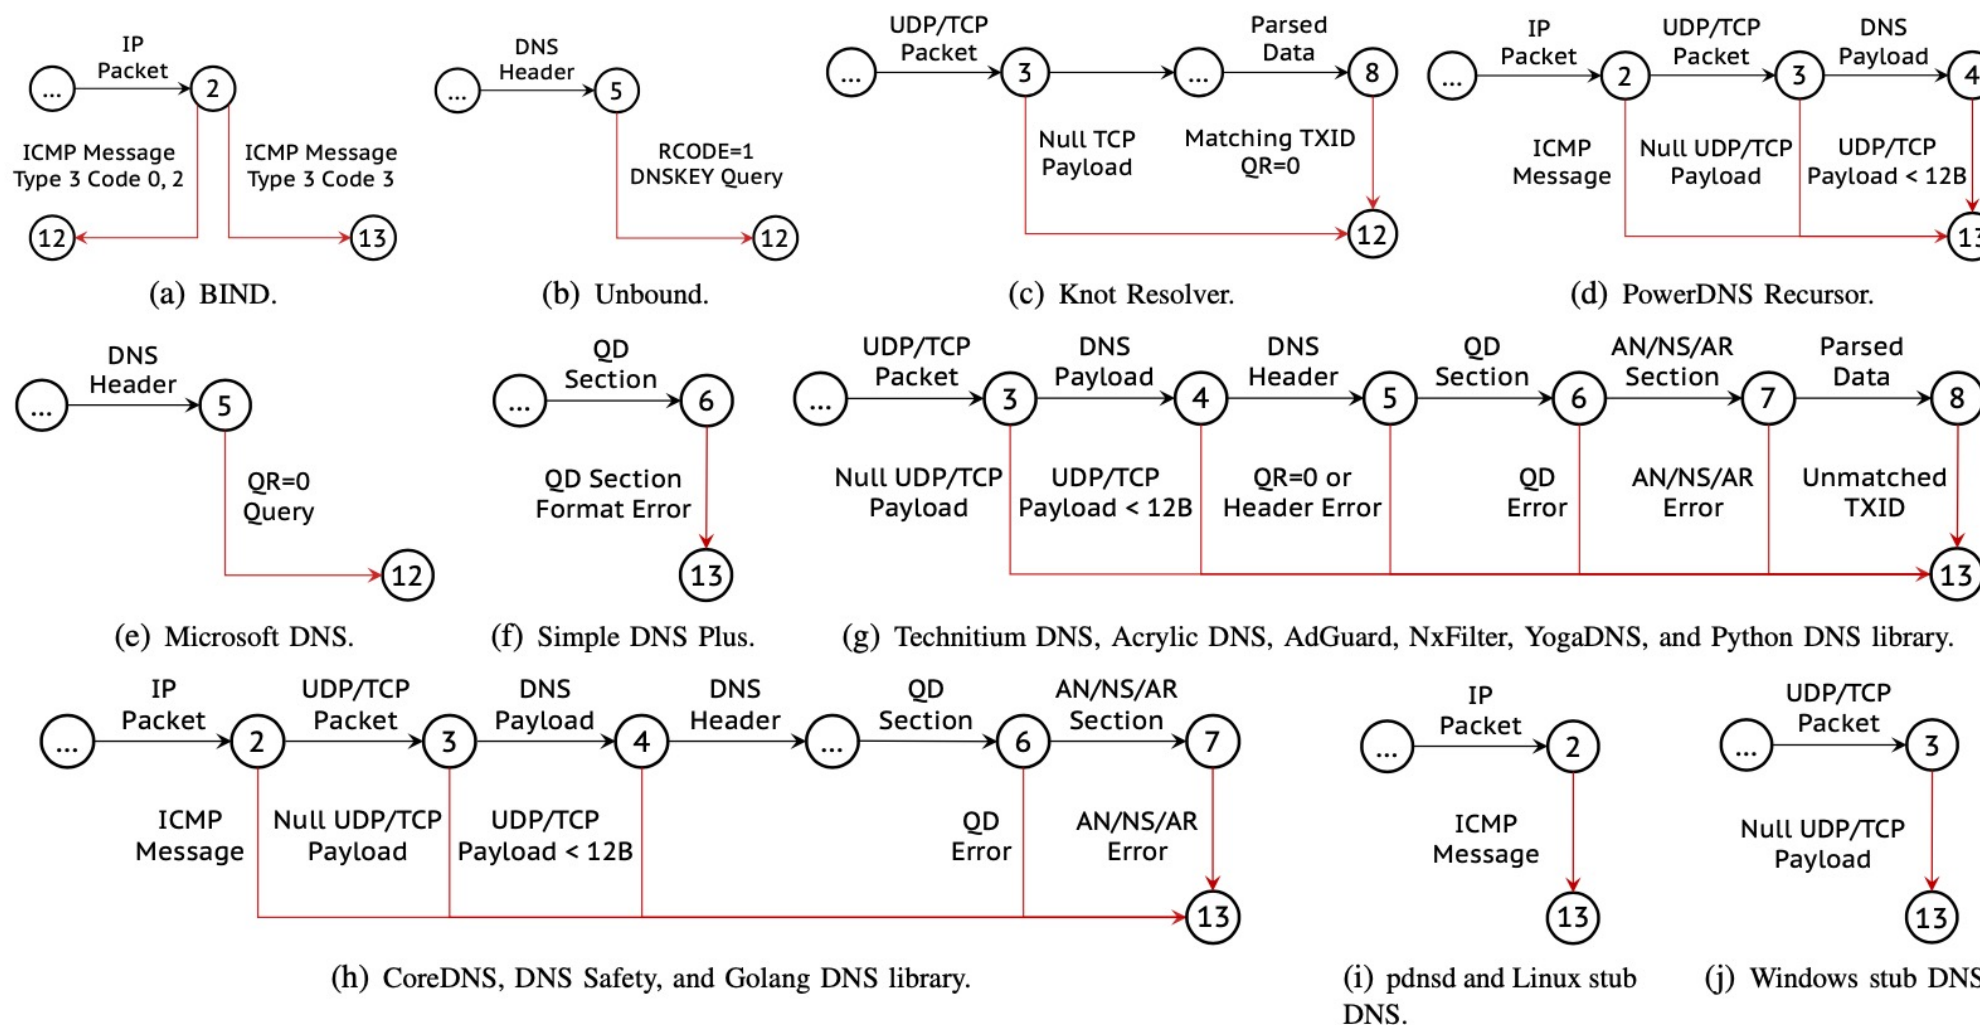 IP
Packet
...
2
ICMP Message
Type 3 Code 0, 2
ICMP Message
Type 3 Code 3
12
13
(a) BIND.
DNS
Header
...
5
RCODE=1
DNSKEY Query
12
(b) Unbound.
UDP/TCP
Packet
Parsed
Data
...
3
...
8
Null TCP
Payload
Matching TXID
QR=0
12
(c) Knot Resolver.
IP
Packet
UDP/TCP
Packet
DNS
Payload
...
2
3
4
ICMP
Message
Null UDP/TCP
Payload
UDP/TCP
Payload < 12B
13
(d) PowerDNS Recursor.
DNS
Header
...
5
QR=0
Query
12
(e) Microsoft DNS.
QD
Section
...
6
QD Section
Format Error
13
(f) Simple DNS Plus.
UDP/TCP
Packet
DNS
Payload
DNS
Header
QD
Section
AN/NS/AR
Section
Parsed
Data
...
3
4
5
6
7
8
Null UDP/TCP
Payload
UDP/TCP
Payload < 12B
QR=0 or
Header Error
QD
Error
AN/NS/AR
Error
Unmatched
TXID
13
(g) Technitium DNS, Acrylic DNS, AdGuard, NxFilter, YogaDNS, and Python DNS library.
IP
Packet
UDP/TCP
Packet
DNS
Payload
DNS
Header
QD
Section
AN/NS/AR
Section
...
2
3
4
...
6
7
ICMP
Message
Null UDP/TCP
Payload
UDP/TCP
Payload < 12B
QD
Error
AN/NS/AR
Error
13
(h) CoreDNS, DNS Safety, and Golang DNS library.
IP
Packet
...
2
ICMP
Message
13
(i) pdnsd and Linux stub
DNS.
UDP/TCP
Packet
...
3
Null UDP/TCP
Payload
13
(j) Windows stub DNS